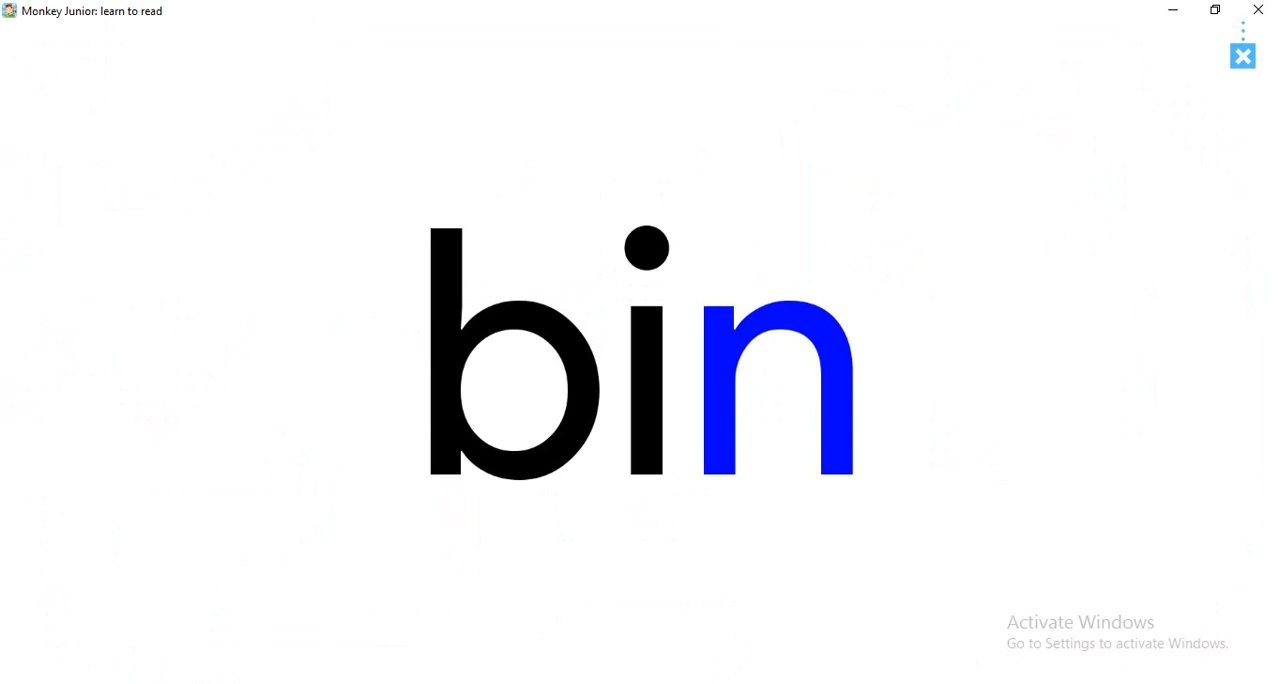 Monkey Junior: learn to read
bin
Activate Windows
Go to Settings to activate Windows.